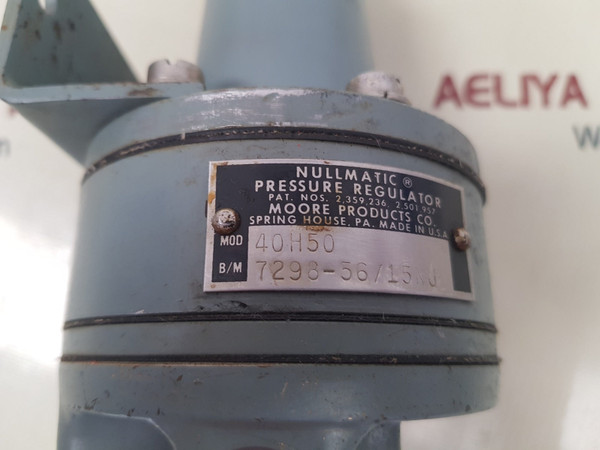 AELIYA
W
NULLMATIC ®
PRESSURE REGULATOR
PAT. NOS. 2,359,236. 2,501,957
MOORE PRODUCTS CO.
SPRING HOUSE, PA. MADE IN U.S.A.
MOD 40H50
B/M 7298-56/15